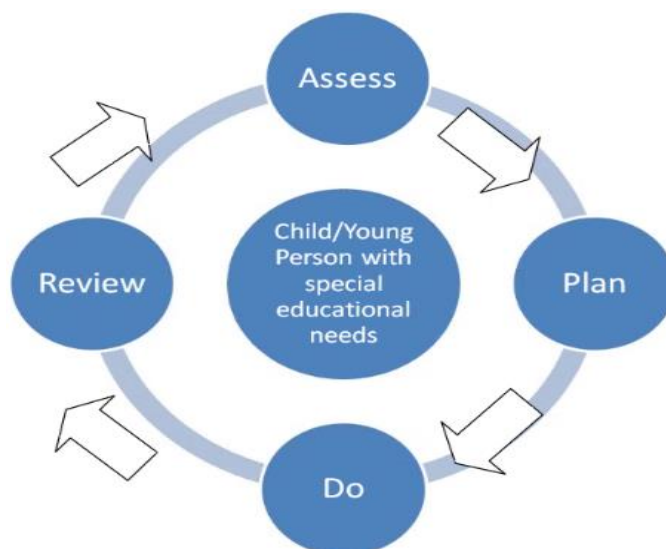 Assess
Review
Child/Young
Person with
special
educational
needs
Plan
Do